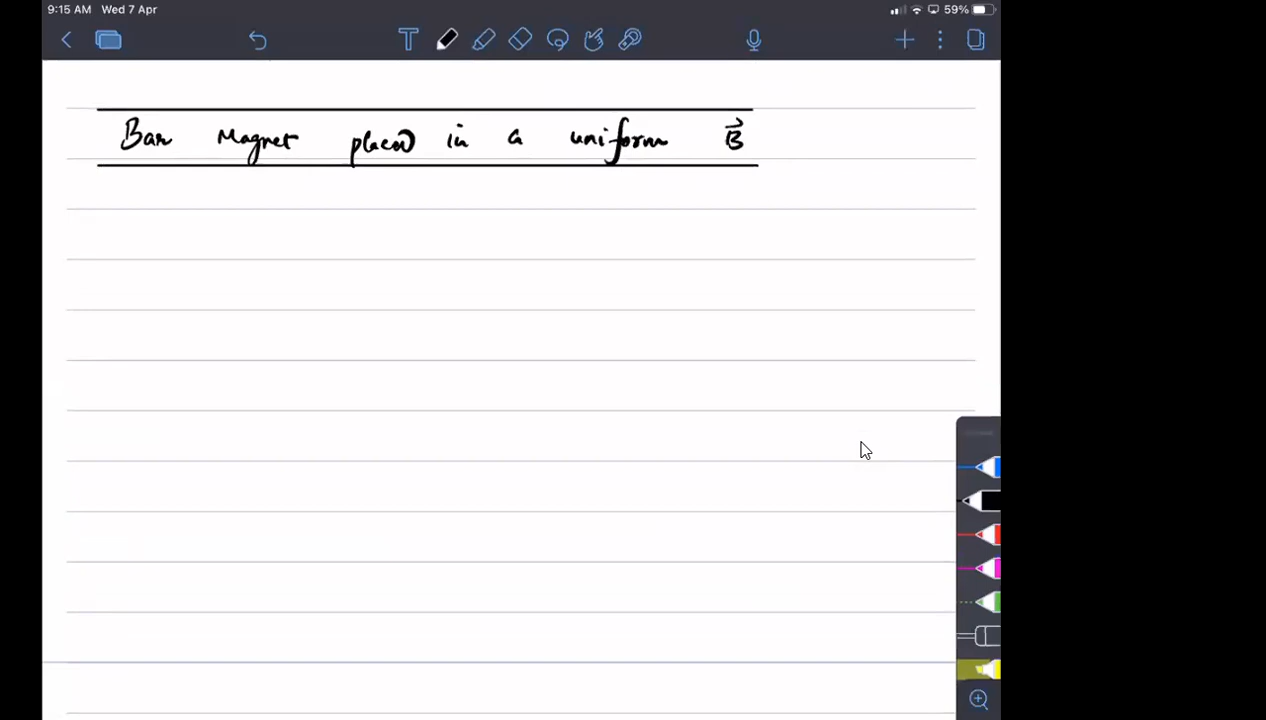 9:15 AM Wed 7 Apr 59%
T
Bar Magnet placed in a uniform B⃗